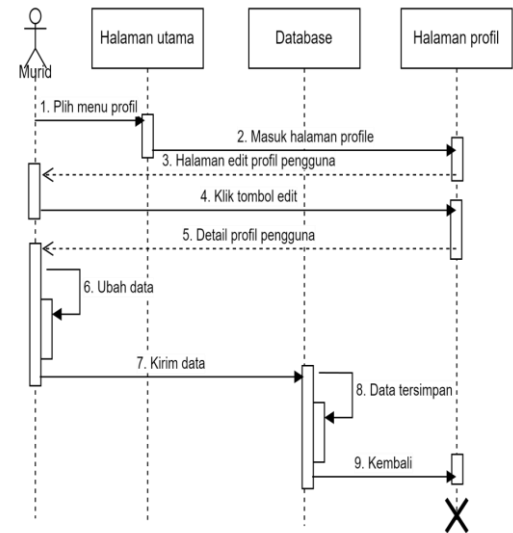 Halaman utama
Database
Halaman profil
Murid
1. Plih menu profil
2. Masuk halaman profile
3. Halaman edit profil pengguna
4. Klik tombol edit
5. Detail profil pengguna
6. Ubah data
7. Kirim data
8. Data tersimpan
9. Kembali